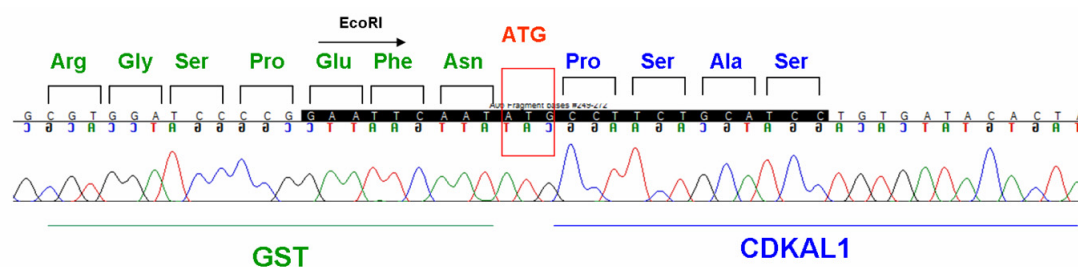 EcoRI
ATG
Arg Gly Ser Pro Glu Phe Asn Pro Ser Ala Ser
G C G T G G A T C C C C G G A A T T C A A T A T G C C T T C T G C A T C C T G T G A T A C A C T
C G C A C C T A G G G G C C T T A A G T T A T A C G G A A G A C G T A G G A C A C T A T G T G A
GST CDKAL1